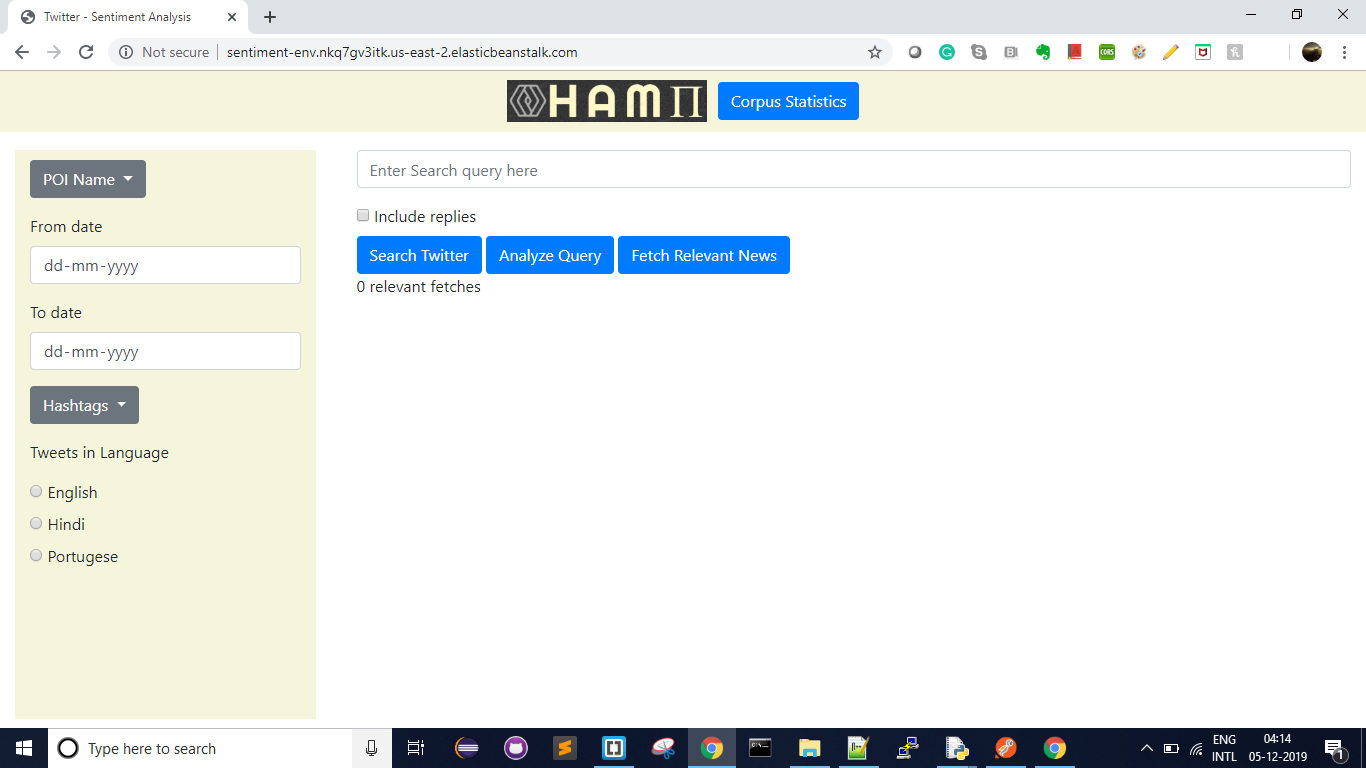 Twitter - Sentiment Analysis
Not secure
sentiment-env.nkq7gv3itk.us-east-2.elasticbeanstalk.com
HAMΠ
Corpus Statistics
POI Name
From date
dd-mm-yyyy
To date
dd-mm-yyyy
Hashtags
Tweets in Language
English
Hindi
Portugese
Enter Search query here
Include replies
Search Twitter
Analyze Query
Fetch Relevant News
0 relevant fetches
Type here to search
ENG
INTL
04:14
05-12-2019
1